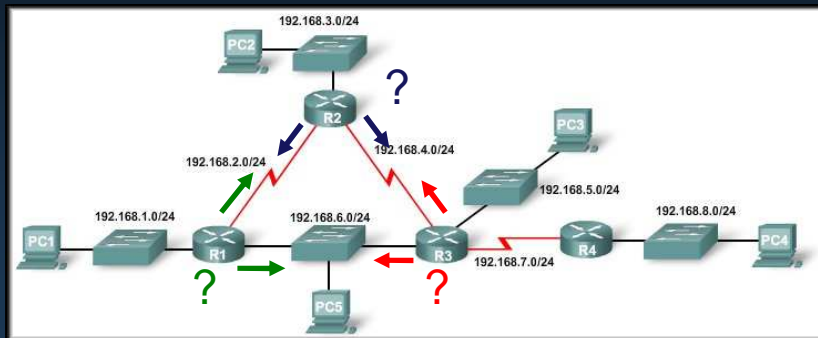 192.168.3.0/24
PC2
?
R2
PC3
192.168.2.0/24
192.168.4.0/24
192.168.5.0/24
192.168.1.0/24
192.168.6.0/24
192.168.8.0/24
PC1
R1
R3
R4
PC4
192.168.7.0/24
?
?
PC5